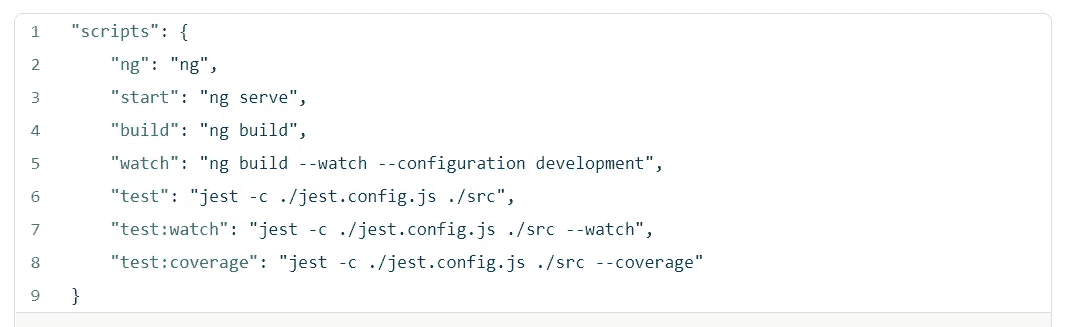 1 "scripts": {
2 "ng": "ng",
3 "start": "ng serve",
4 "build": "ng build",
5 "watch": "ng build --watch --configuration development",
6 "test": "jest -c ./jest.config.js ./src",
7 "test:watch": "jest -c ./jest.config.js ./src --watch",
8 "test:coverage": "jest -c ./jest.config.js ./src --coverage"
9 }